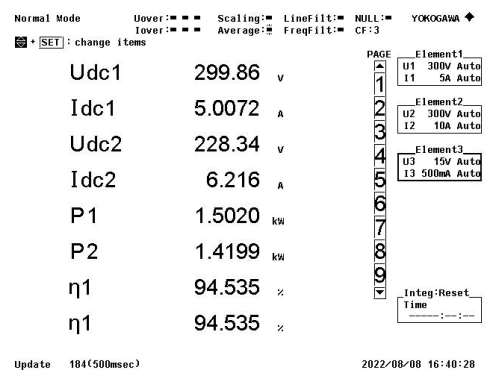 Normal Mode Uover: Scaling: LineFilt: NULL: YOKOGAWA
Iover: Average: FreqFilt: CF:3
+ SET : change items
PAGE
Udc1 299.86 V
Idc1 5.0072 A
Udc2 228.34 V
Idc2 6.216 A
P1 1.5020 kW
P2 1.4199 kW
η1 94.535 %
η1 94.535 %
1
2
3
4
5
6
7
8
9
Element1
U1 300V Auto
I1 5A Auto
Element2
U2 300V Auto
I2 10A Auto
Element3
U3 15V Auto
I3 500mA Auto
Integ:Reset
Time
-----:--:--
Update 184(500msec) 2022/08/08 16:40:28